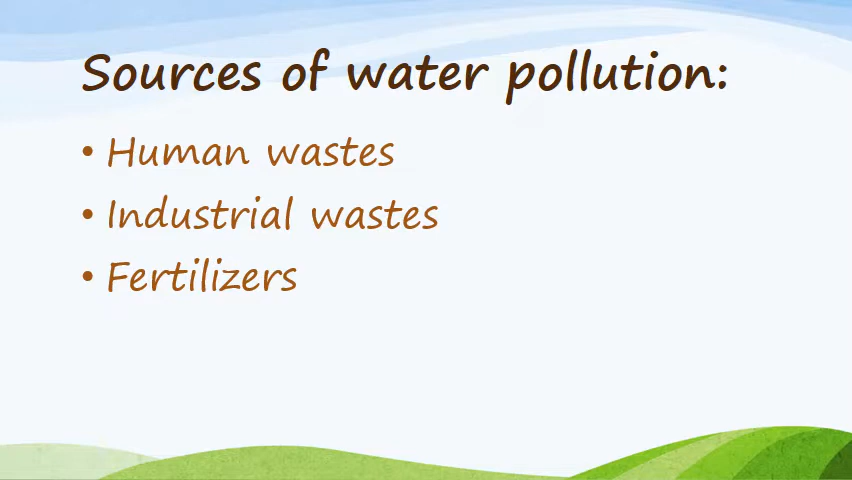 Sources of water pollution:
• Human wastes
• Industrial wastes
• Fertilizers